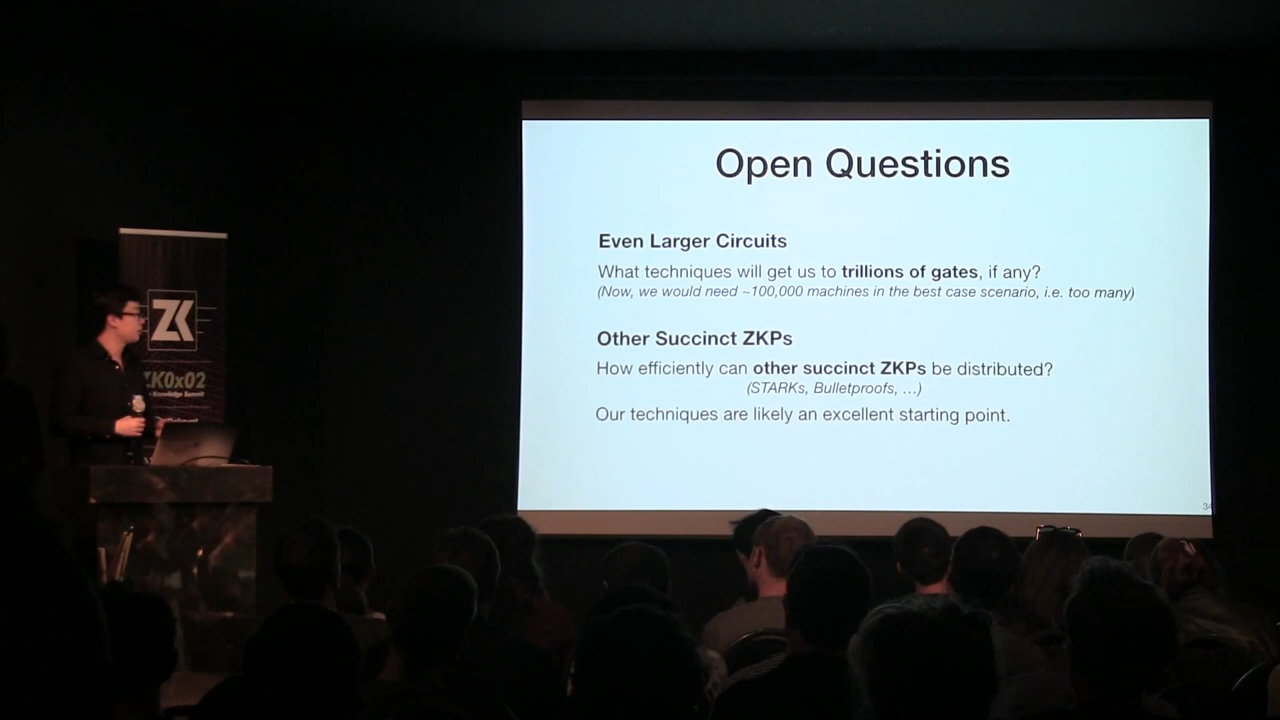 Open Questions
Even Larger Circuits
What techniques will get us to trillions of gates, if any?
(Now, we would need ~100,000 machines in the best case scenario, i.e. too many)
Other Succinct ZKPs
How efficiently can other succinct ZKPs be distributed?
(STARKs, Bulletproofs, …)
Our techniques are likely an excellent starting point.
ZK
ZK0x02
Knowledge Summit